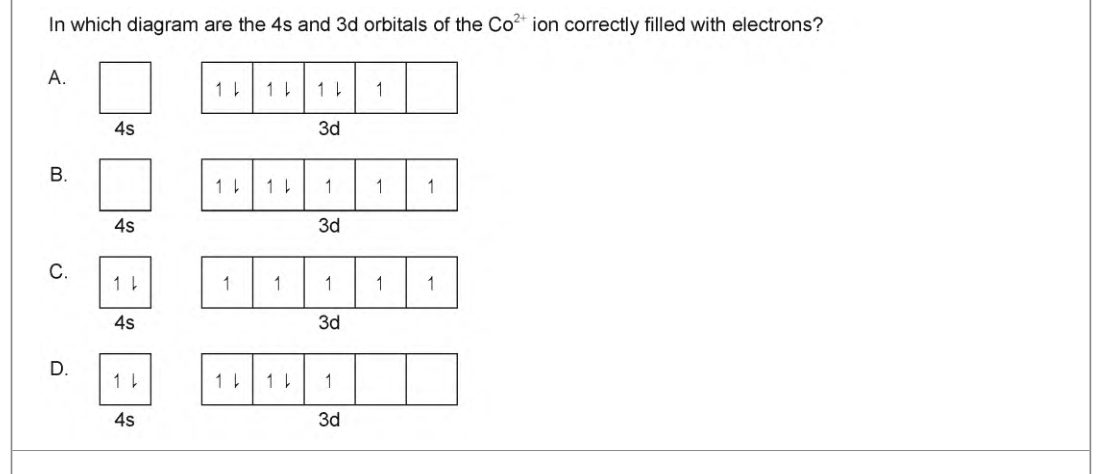 In which diagram are the 4s and 3d orbitals of the Co²⁺ ion correctly filled with electrons?
A. 1⇂ 1⇂ 1⇂ 1
4s 3d
B. 1⇂ 1⇂ 1 1 1
4s 3d
C. 1⇂ 1 1 1 1 1
4s 3d
D. 1⇂ 1⇂ 1⇂ 1
4s 3d